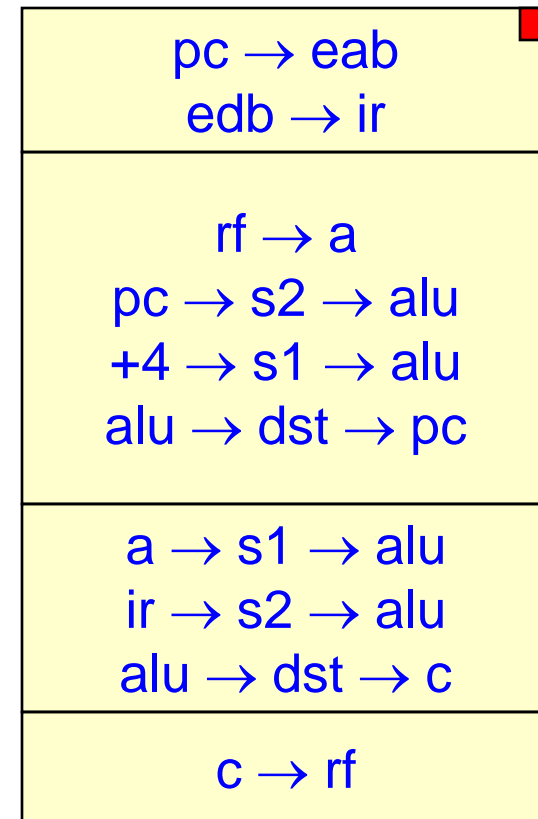 pc → eab
edb → ir
rf → a
pc → s2 → alu
+4 → s1 → alu
alu → dst → pc
a → s1 → alu
ir → s2 → alu
alu → dst → c
c → rf